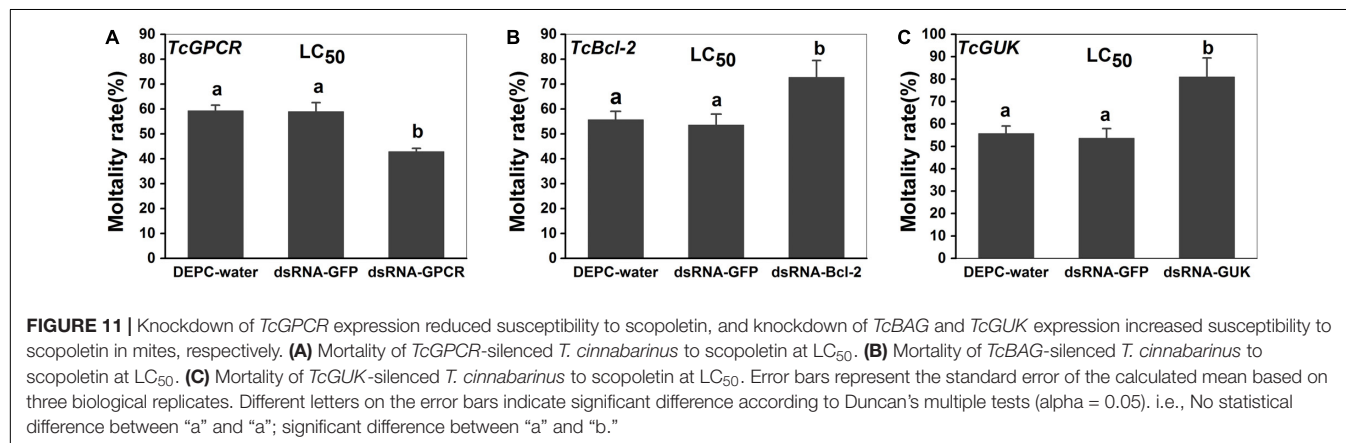 A
TcGPCR
LC50
Moltality rate(%)
90
80
70
60
50
40
30
20
10
0
a
a
b
DEPC-water dsRNA-GFP dsRNA-GPCR
B
TcBcl-2
LC50
Moltality rate(%)
90
80
70
60
50
40
30
20
10
0
a
a
b
DEPC-water dsRNA-GFP dsRNA-Bcl-2
C
TcGUK
LC50
Moltality rate(%)
100
90
80
70
60
50
40
30
20
10
0
a
a
b
DEPC-water dsRNA-GFP dsRNA-GUK
FIGURE 11 | Knockdown of TcGPCR expression reduced susceptibility to scopoletin, and knockdown of TcBAG and TcGUK expression increased susceptibility to
scopoletin in mites, respectively. (A) Mortality of TcGPCR-silenced T. cinnabarinus to scopoletin at LC50. (B) Mortality of TcBAG-silenced T. cinnabarinus to
scopoletin at LC50. (C) Mortality of TcGUK-silenced T. cinnabarinus to scopoletin at LC50. Error bars represent the standard error of the calculated mean based on
three biological replicates. Different letters on the error bars indicate significant difference according to Duncan's multiple tests (alpha = 0.05). i.e., No statistical
difference between "a" and "a"; significant difference between "a" and "b."